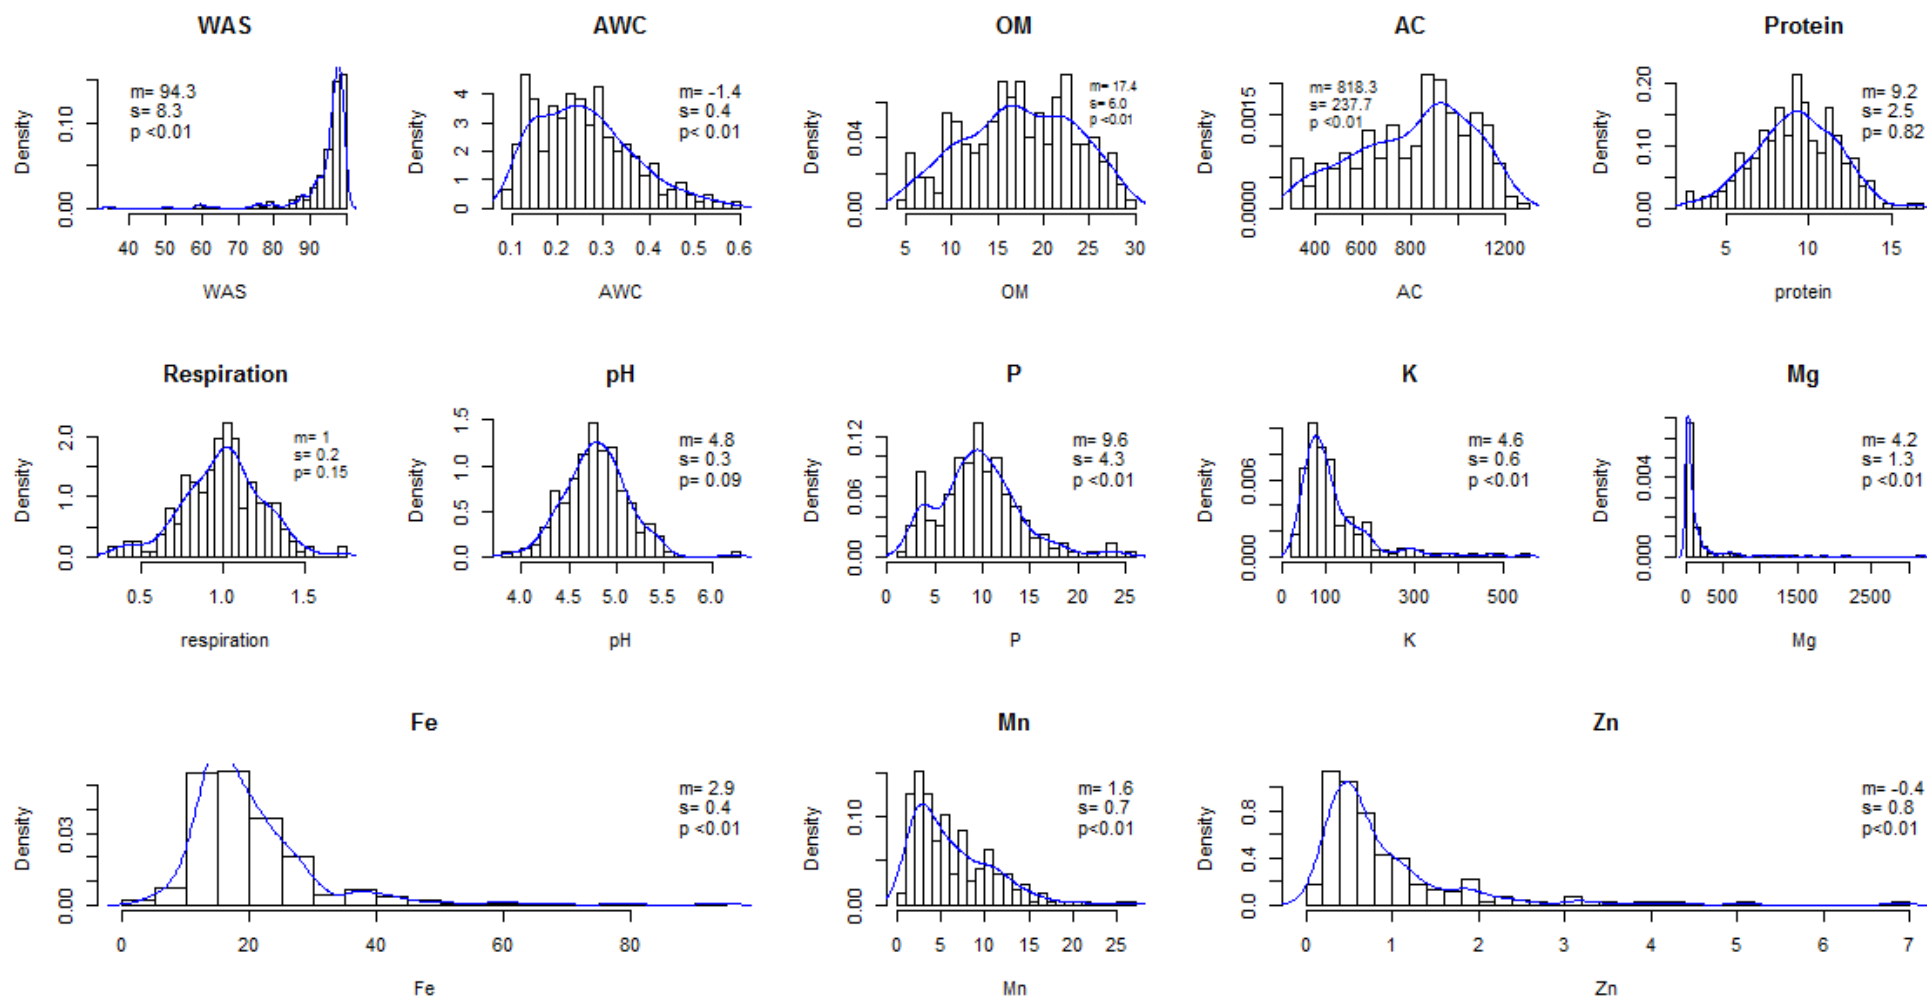 WAS
m= 94.3
s= 8.3
p <0.01
Density
0.00
0.10
40 50 60 70 80 90
WAS
AWC
m= -1.4
s= 0.4
p< 0.01
Density
0 1 2 3 4
0.1 0.2 0.3 0.4 0.5 0.6
AWC
OM
m= 17.4
s= 6.0
p <0.01
Density
0.00
0.04
5 10 15 20 25 30
OM
AC
m= 818.3
s= 237.7
p <0.01
Density
0.0000
0.0015
400 600 800 1200
AC
Protein
m= 9.2
s= 2.5
p= 0.82
Density
0.00
0.10
0.20
5 10 15
protein
Respiration
m= 1
s= 0.2
p= 0.15
Density
0.0
1.0
2.0
0.5 1.0 1.5
respiration
pH
m= 4.8
s= 0.3
p= 0.09
Density
0.0
0.5
1.0
1.5
4.0 4.5 5.0 5.5 6.0
pH
P
m= 9.6
s= 4.3
p <0.01
Density
0.00
0.06
0.12
0 5 10 15 20 25
P
K
m= 4.6
s= 0.6
p <0.01
Density
0.000
0.006
0 100 300 500
K
Mg
m= 4.2
s= 1.3
p <0.01
Density
0.000
0.004
0 500 1500 2500
Mg
Fe
m= 2.9
s= 0.4
p <0.01
Density
0.00
0.03
0 20 40 60 80
Fe
Mn
m= 1.6
s= 0.7
p<0.01
Density
0.00
0.10
0 5 10 15 20 25
Mn
Zn
m= -0.4
s= 0.8
p<0.01
Density
0.0
0.4
0.8
0 1 2 3 4 5 6 7
Zn